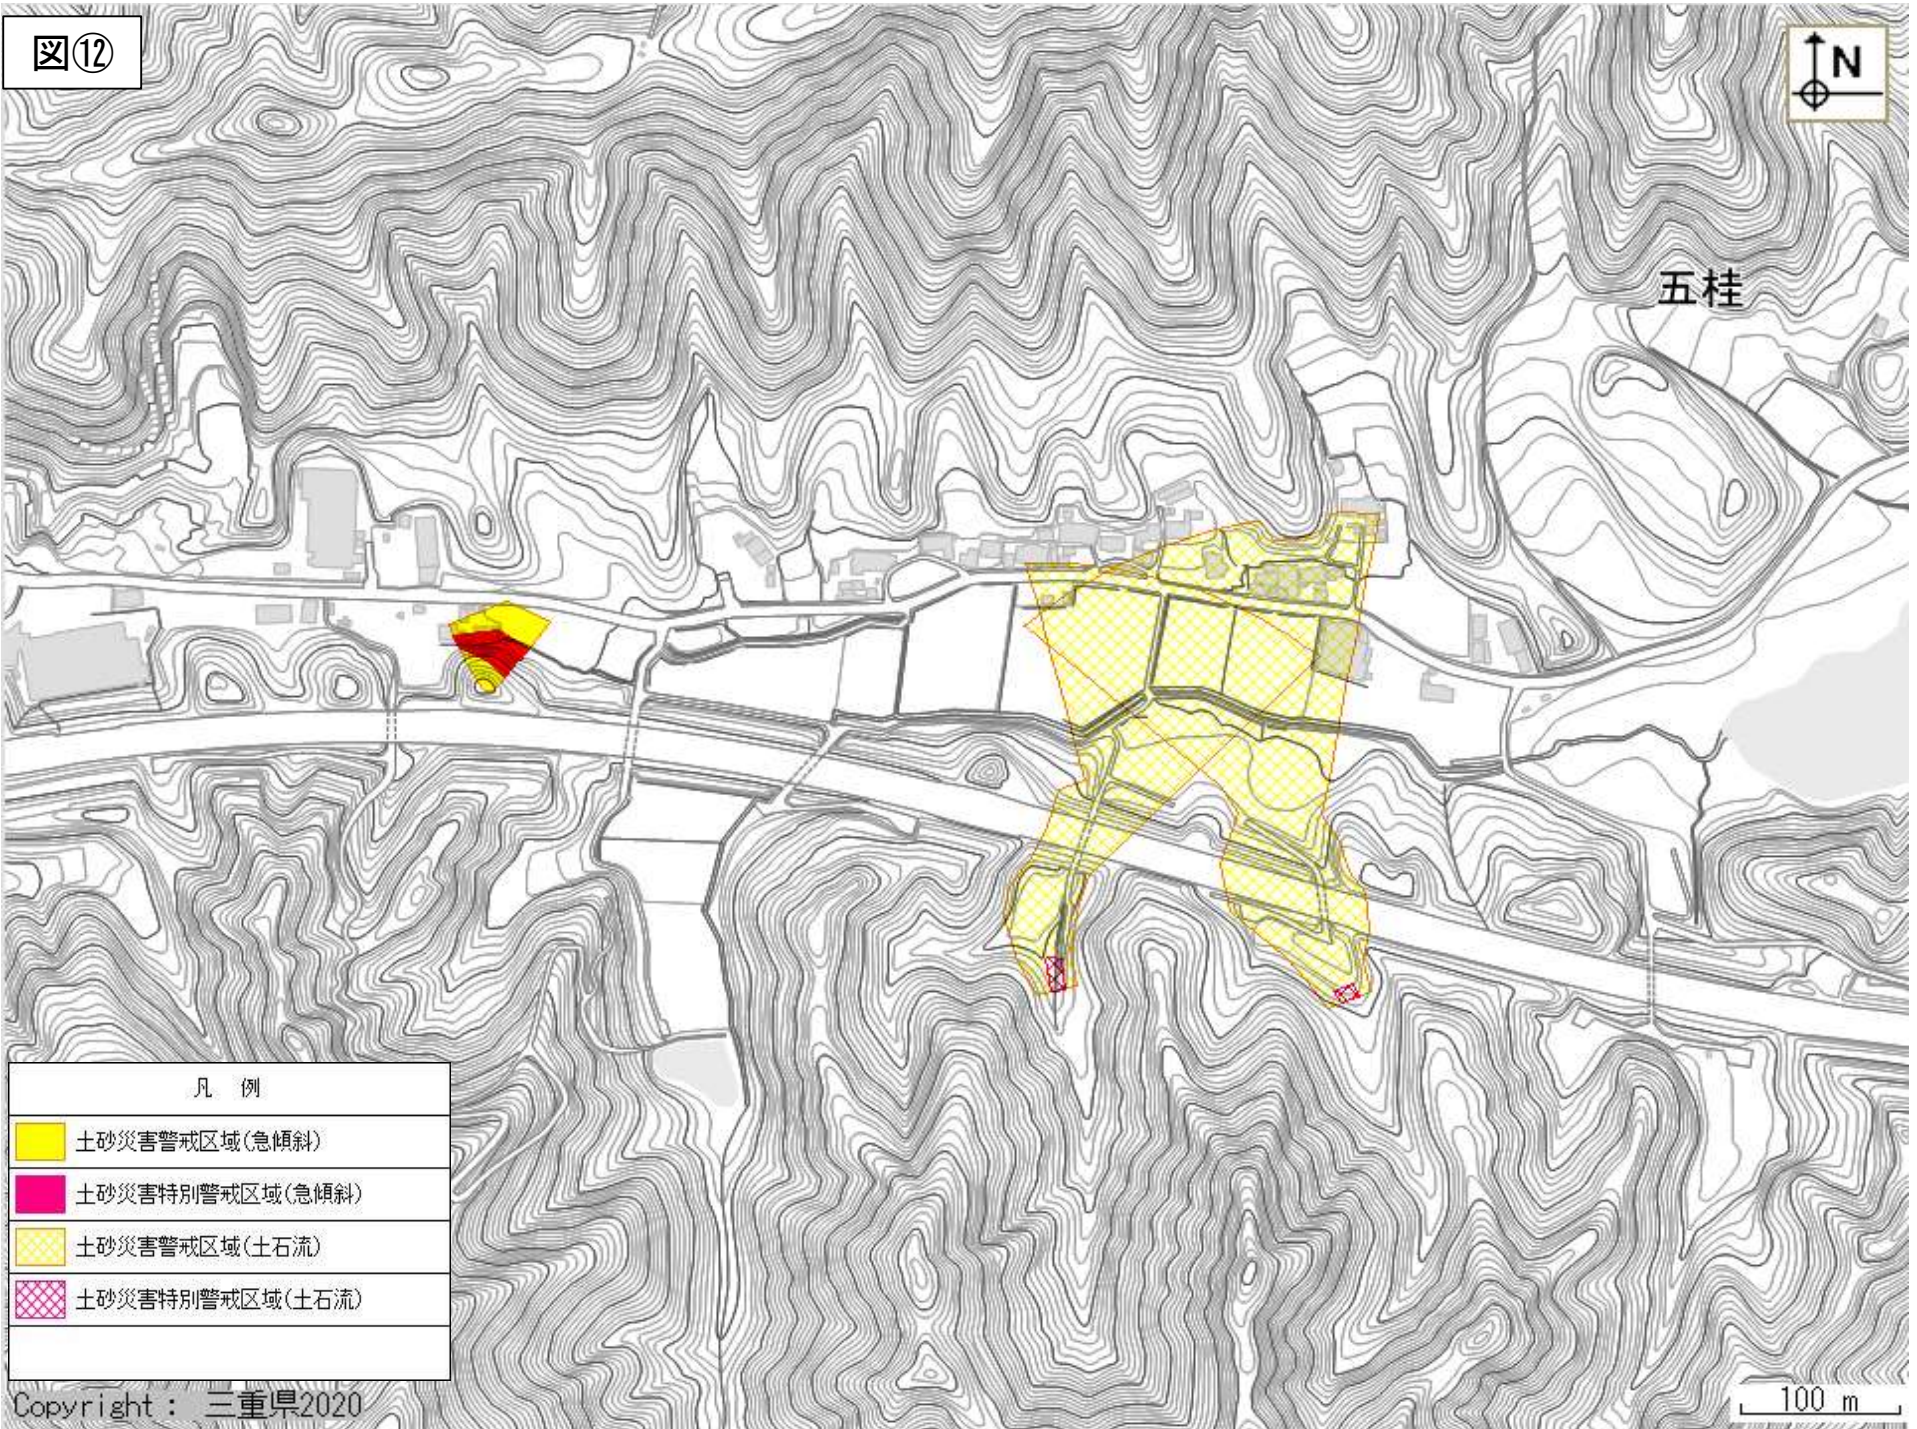 図⑫
N
五桂
凡 例
土砂災害警戒区域(急傾斜)
土砂災害特別警戒区域(急傾斜)
土砂災害警戒区域(土石流)
土砂災害特別警戒区域(土石流)
Copyright： 三重県2020
100 m